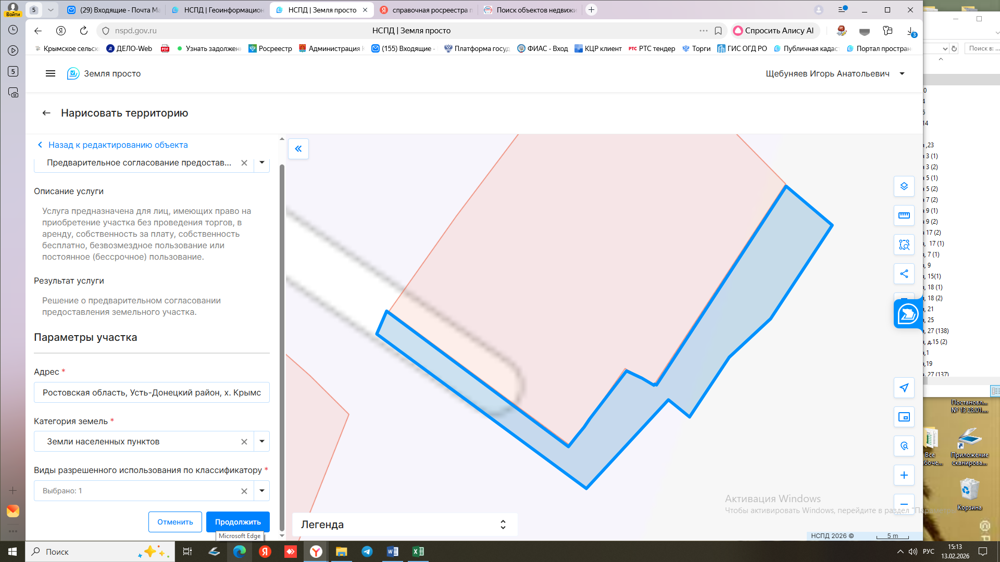 Войти
5
(29) Входящие - Почта Ma
НСПД | Геоинформацион
НСПД | Земля просто
справочная росреестра п
Поиск объектов недвижи
nspd.gov.ru
НСПД | Земля просто
Спросить Алису AI
3
Крымское сельск
ДЕЛО-Web
PDF
Узнать задолжен
Росреестр
Администрация
(155) Входящие -
Платформа госуд
ФИАС - Вход
КЦР клиент
РТС тендер
Торги
ГИС ОГД РО
Публичная кадас
Портал простран
Поиск в: ...
5
Земля просто
Щебуняев Игорь Анатольевич
Нарисовать территорию
Назад к редактированию объекта
Предварительное согласование предостав...
Описание услуги
Услуга предназначена для лиц, имеющих право на
приобретение участка без проведения торгов, в
аренду, собственность за плату, собственность
бесплатно, безвозмездное пользование или
постоянное (бессрочное) пользование.
Результат услуги
Решение о предварительном согласовании
предоставления земельного участка.
Параметры участка
Адрес *
Ростовская область, Усть-Донецкий район, х. Крымс
Категория земель *
Земли населенных пунктов
Виды разрешенного использования по классификатору *
Выбрано: 1
Отменить
Продолжить
Microsoft Edge
Легенда
НСПД 2026 ©
5 m
Активация Windows
Чтобы активировать Windows, перейдите в раздел "Параметры
0
4
6
14
я ,23
я 3 (1)
я 3 (2)
я 5 (1)
я 5 (2)
я 7 (2)
я 9 (1)
я 9 (2)
я 17 (2)
я, 17 (1)
я, 7 (1)
я, 9
я, 15(1)
я, 18 (1)
я, 18 (2)
я, 21
я, 25
я, 27 (138)
я, д.15 (2)
я,1
я,19
я, 27 (137)
Постановл...
№ 13 28.01....
Все
Приложение
сканирова...
Корзина
Поиск
РУС
15:13
13.02.2026